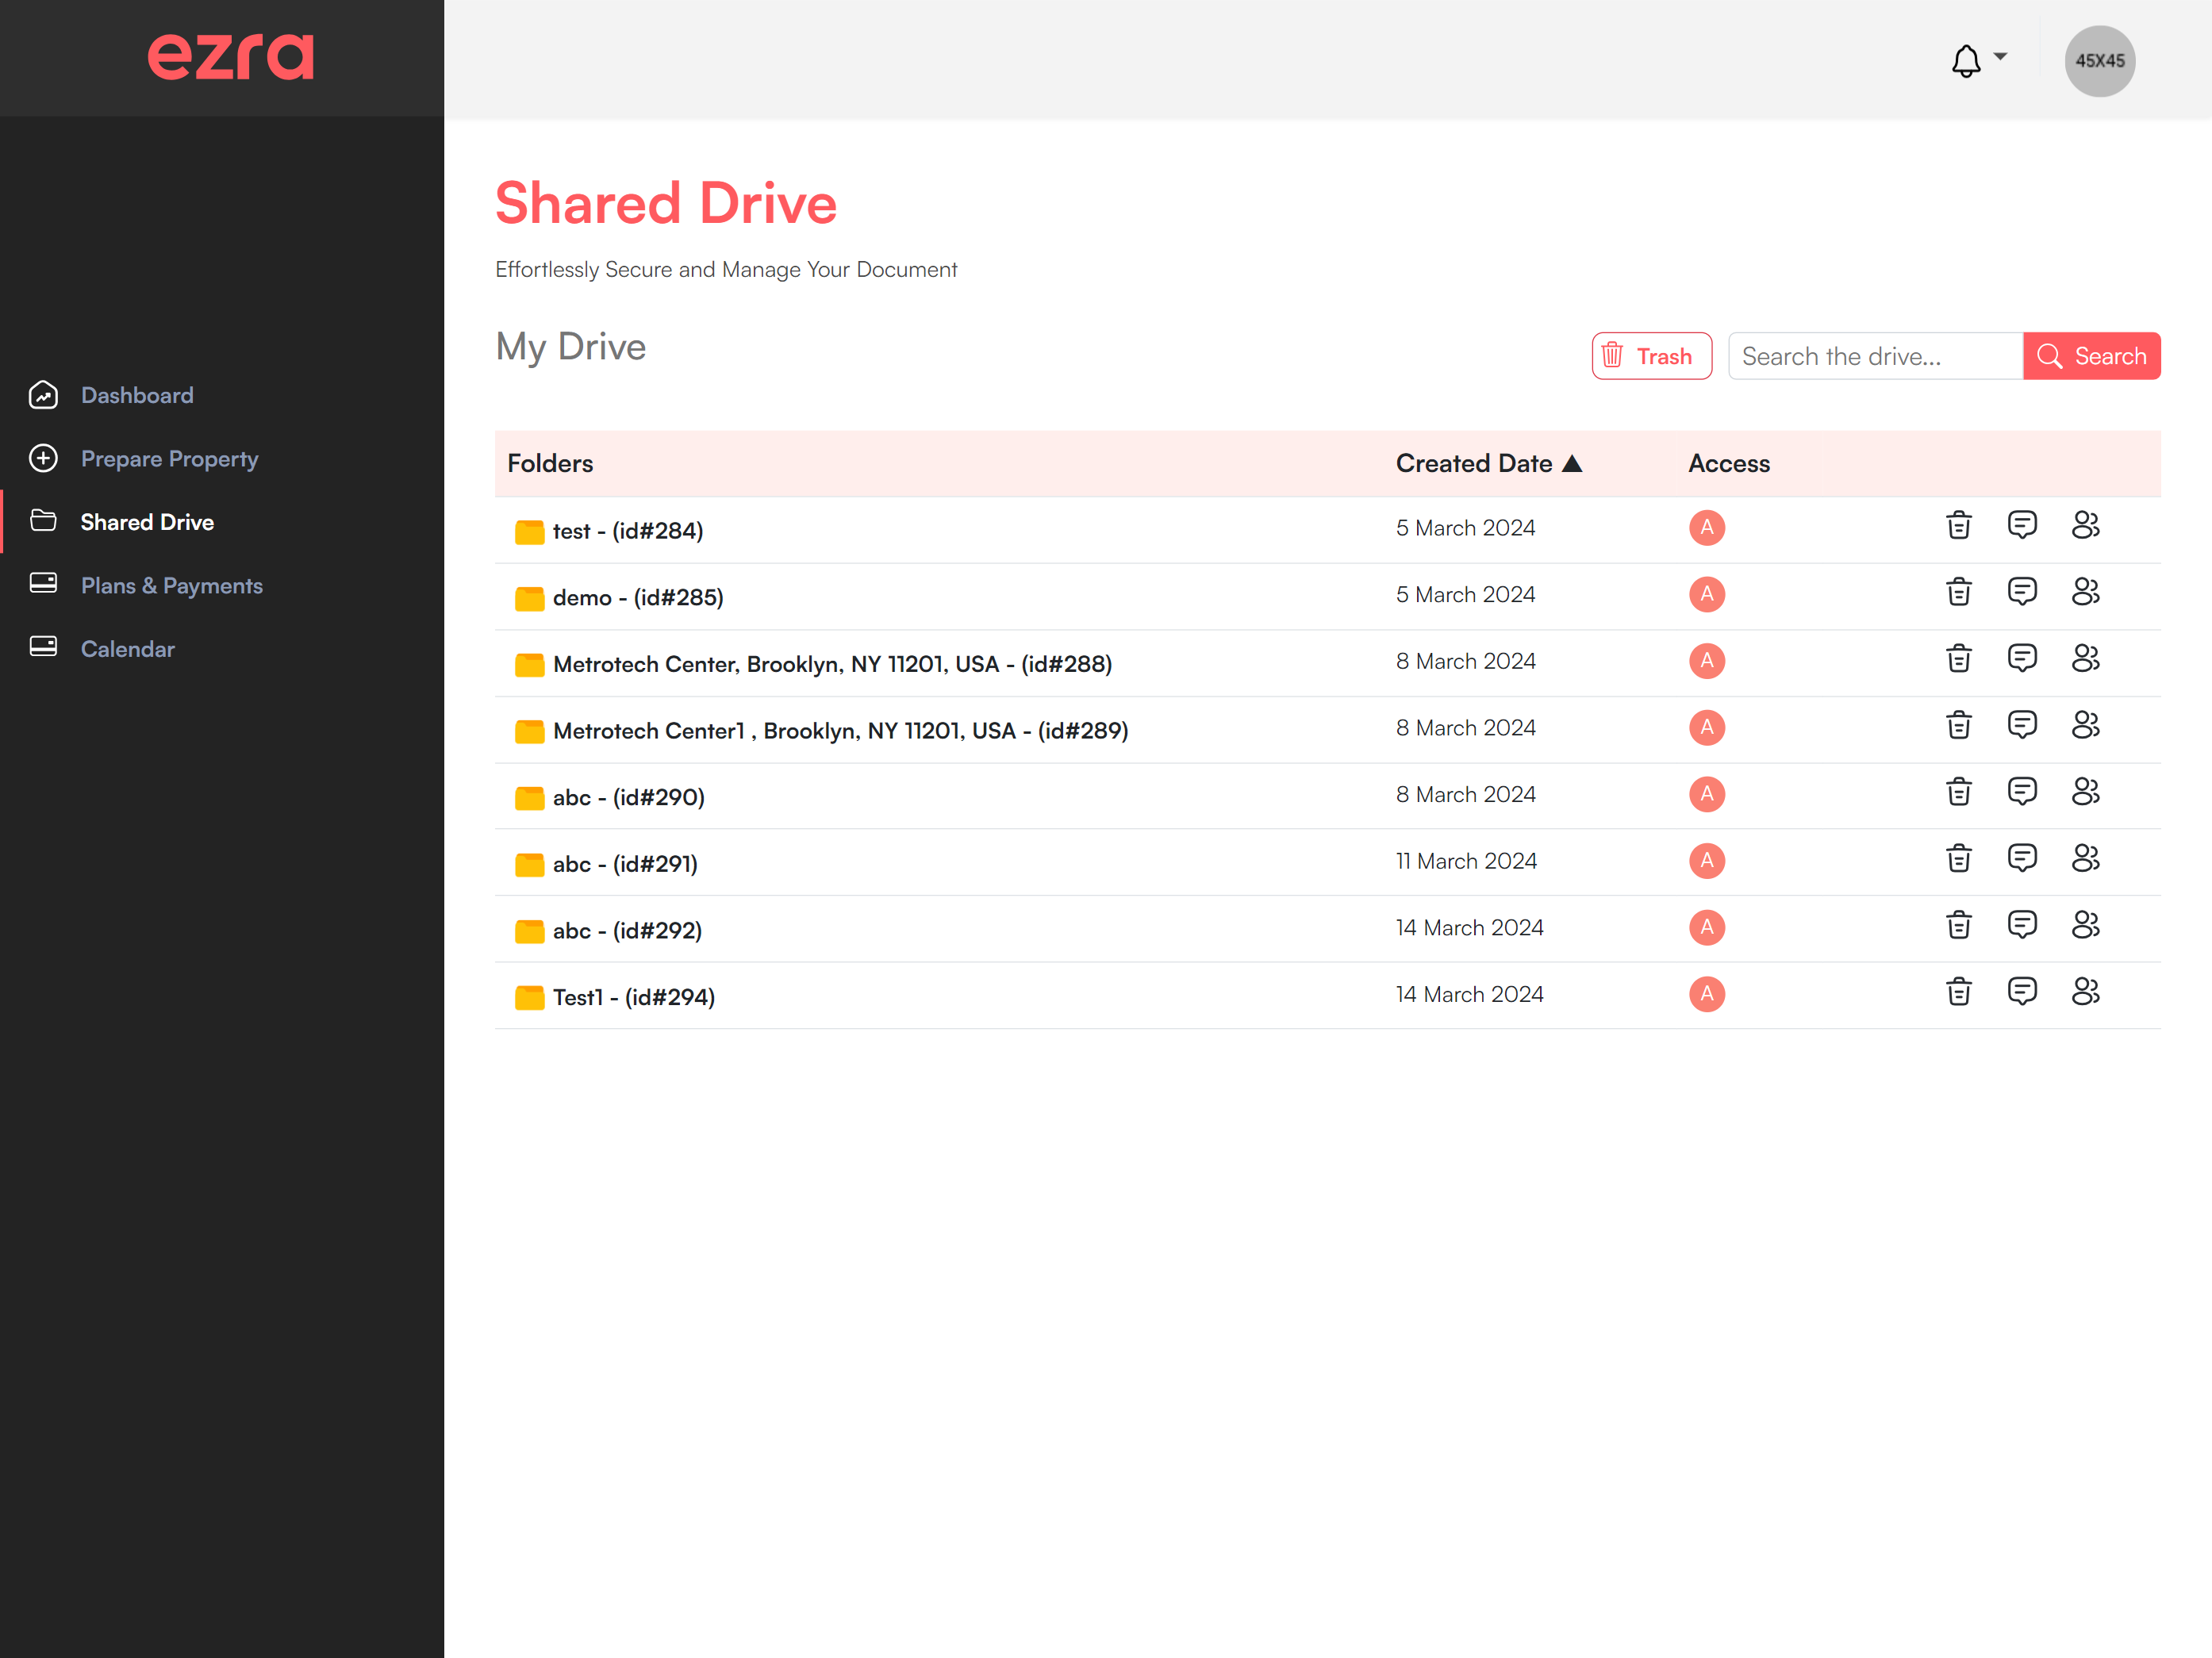 ezra
45X45
Shared Drive
Effortlessly Secure and Manage Your Document
My Drive
Trash
Search the drive...
Search
Dashboard
Prepare Property
Shared Drive
Plans & Payments
Calendar
Folders Created Date ▲ Access
test - (id#284) 5 March 2024 A
demo - (id#285) 5 March 2024 A
Metrotech Center, Brooklyn, NY 11201, USA - (id#288) 8 March 2024 A
Metrotech Center1 , Brooklyn, NY 11201, USA - (id#289) 8 March 2024 A
abc - (id#290) 8 March 2024 A
abc - (id#291) 11 March 2024 A
abc - (id#292) 14 March 2024 A
Test1 - (id#294) 14 March 2024 A